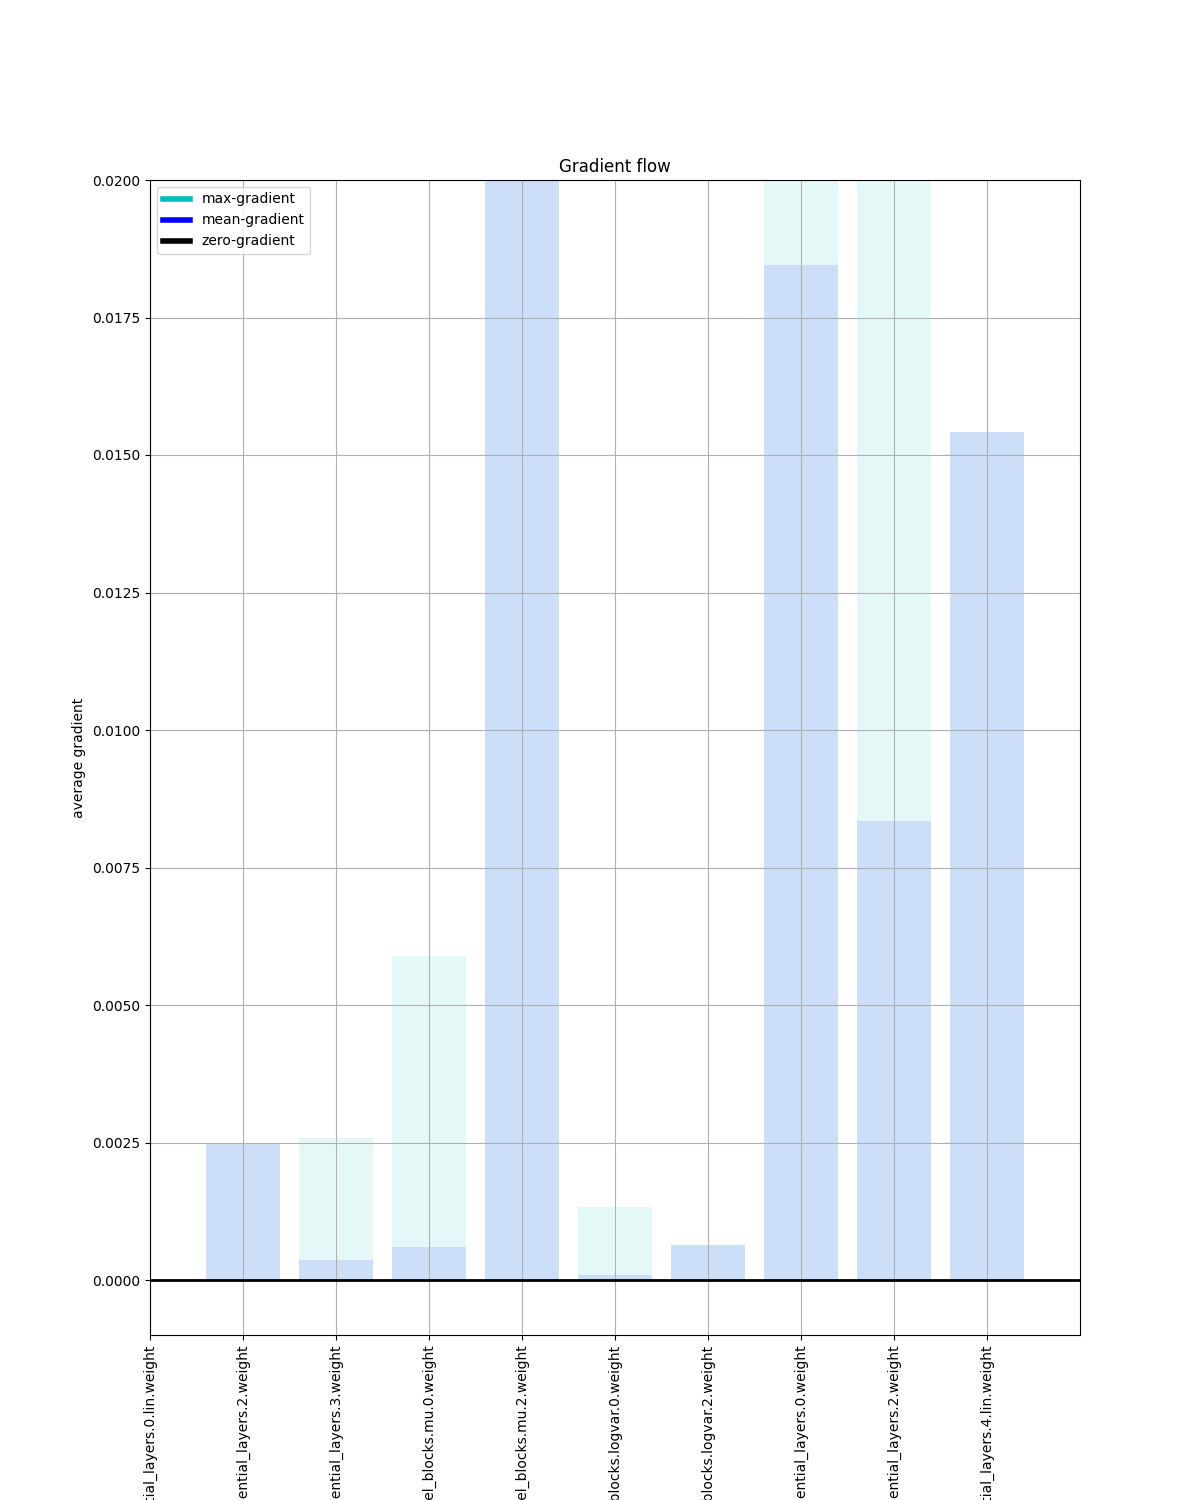 Gradient flow
max-gradient
mean-gradient
zero-gradient
0.0200
0.0175
0.0150
0.0125
0.0100
0.0075
0.0050
0.0025
0.0000
average gradient
tial_layers.0.lin.weight
ential_layers.2.weight
ential_layers.3.weight
el_blocks.mu.0.weight
el_blocks.mu.2.weight
blocks.logvar.0.weight
blocks.logvar.2.weight
ential_layers.0.weight
ential_layers.2.weight
tial_layers.4.lin.weight